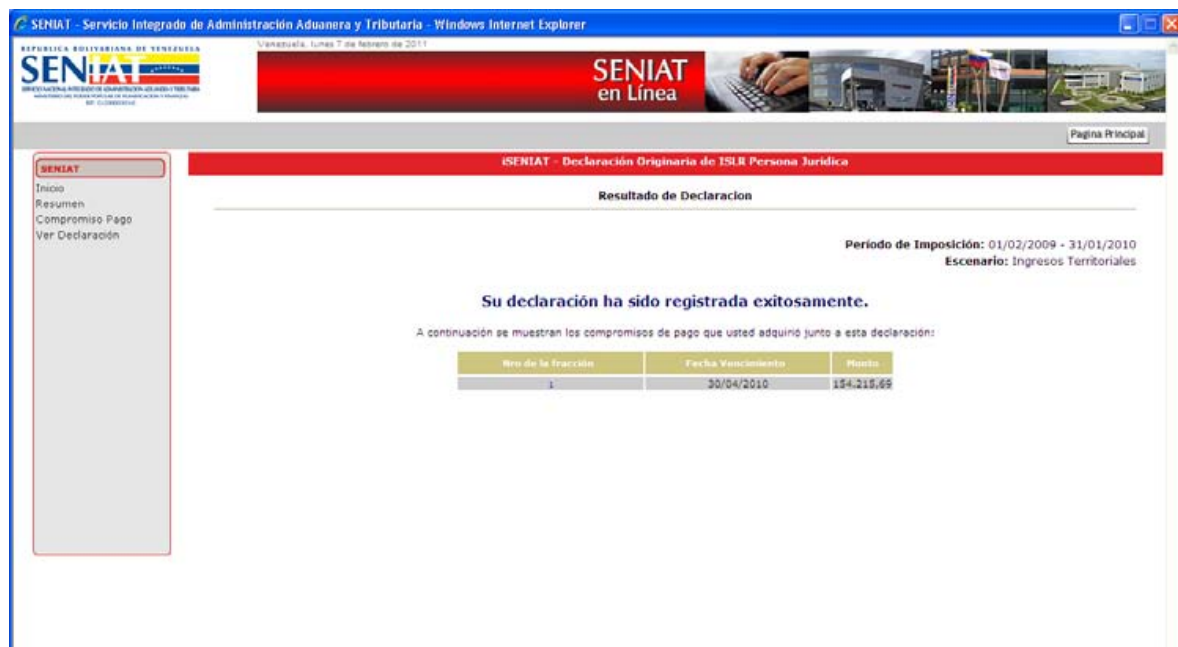 SENIAT - Servicio Integrado de Administración Aduanera y Tributaria - Windows Internet Explorer
REPUBLICA BOLIVARIANA DE VENEZUELA
Venezuela, lunes 7 de febrero de 2011
SENIAT
SENIAT
en Línea
Pagina Principal
SENIAT
Inicio
Resumen
Compromiso Pago
Ver Declaración
iSENIAT - Declaración Originaria de ISLR Persona Juridica
Resultado de Declaracion
Período de Imposición: 01/02/2009 - 31/01/2010
Escenario: Ingresos Territoriales
Su declaración ha sido registrada exitosamente.
A continuación se muestran los compromisos de pago que usted adquirió junto a esta declaración:
Nro de la fracción Fecha Vencimiento Monto
1 30/04/2010 154.215,69